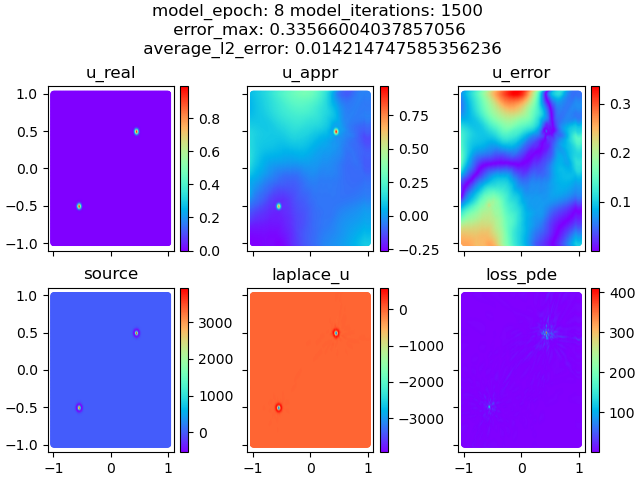 model_epoch: 8 model_iterations: 1500
error_max: 0.33566004037857056
average_l2_error: 0.014214747585356236
u_real
u_appr
u_error
1.0
0.5
0.0
−0.5
−1.0
0.8
0.6
0.4
0.2
0.0
0.75
0.50
0.25
0.00
−0.25
0.3
0.2
0.1
source
laplace_u
loss_pde
1.0
0.5
0.0
−0.5
−1.0
3000
2000
1000
0
0
−1000
−2000
−3000
400
300
200
100
−1 0 1
−1 0 1
−1 0 1